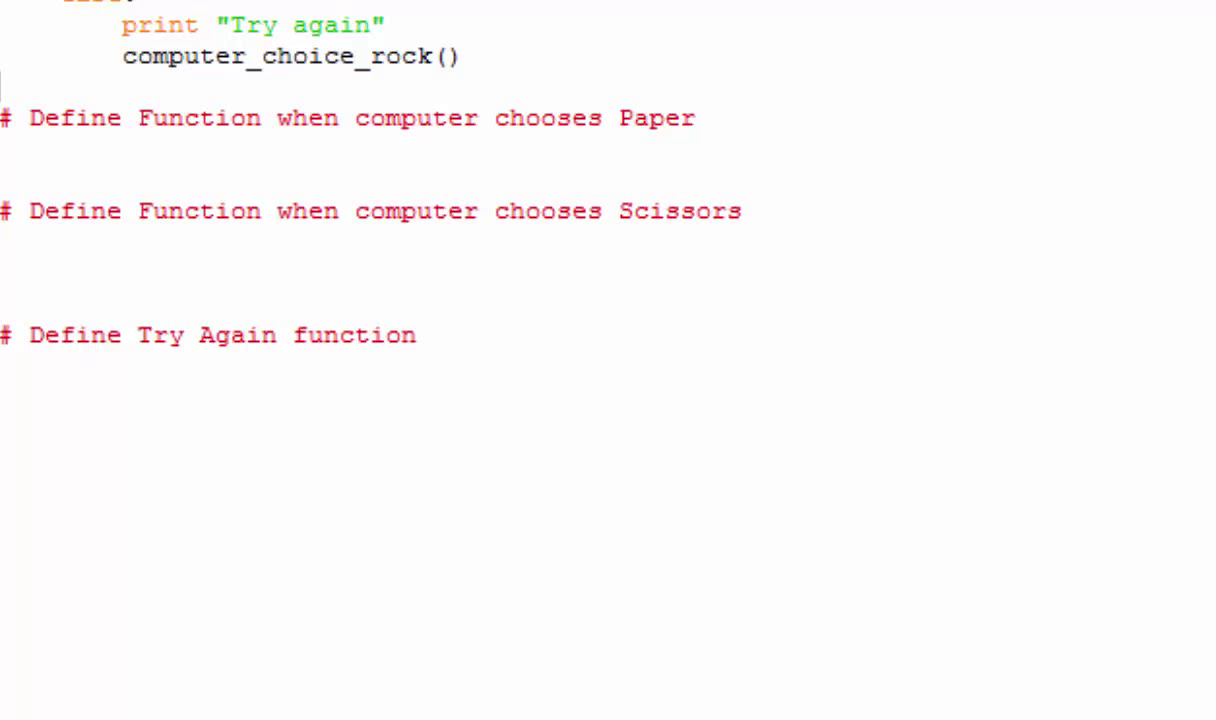 print "Try again"
computer_choice_rock()
# Define Function when computer chooses Paper
# Define Function when computer chooses Scissors
# Define Try Again function